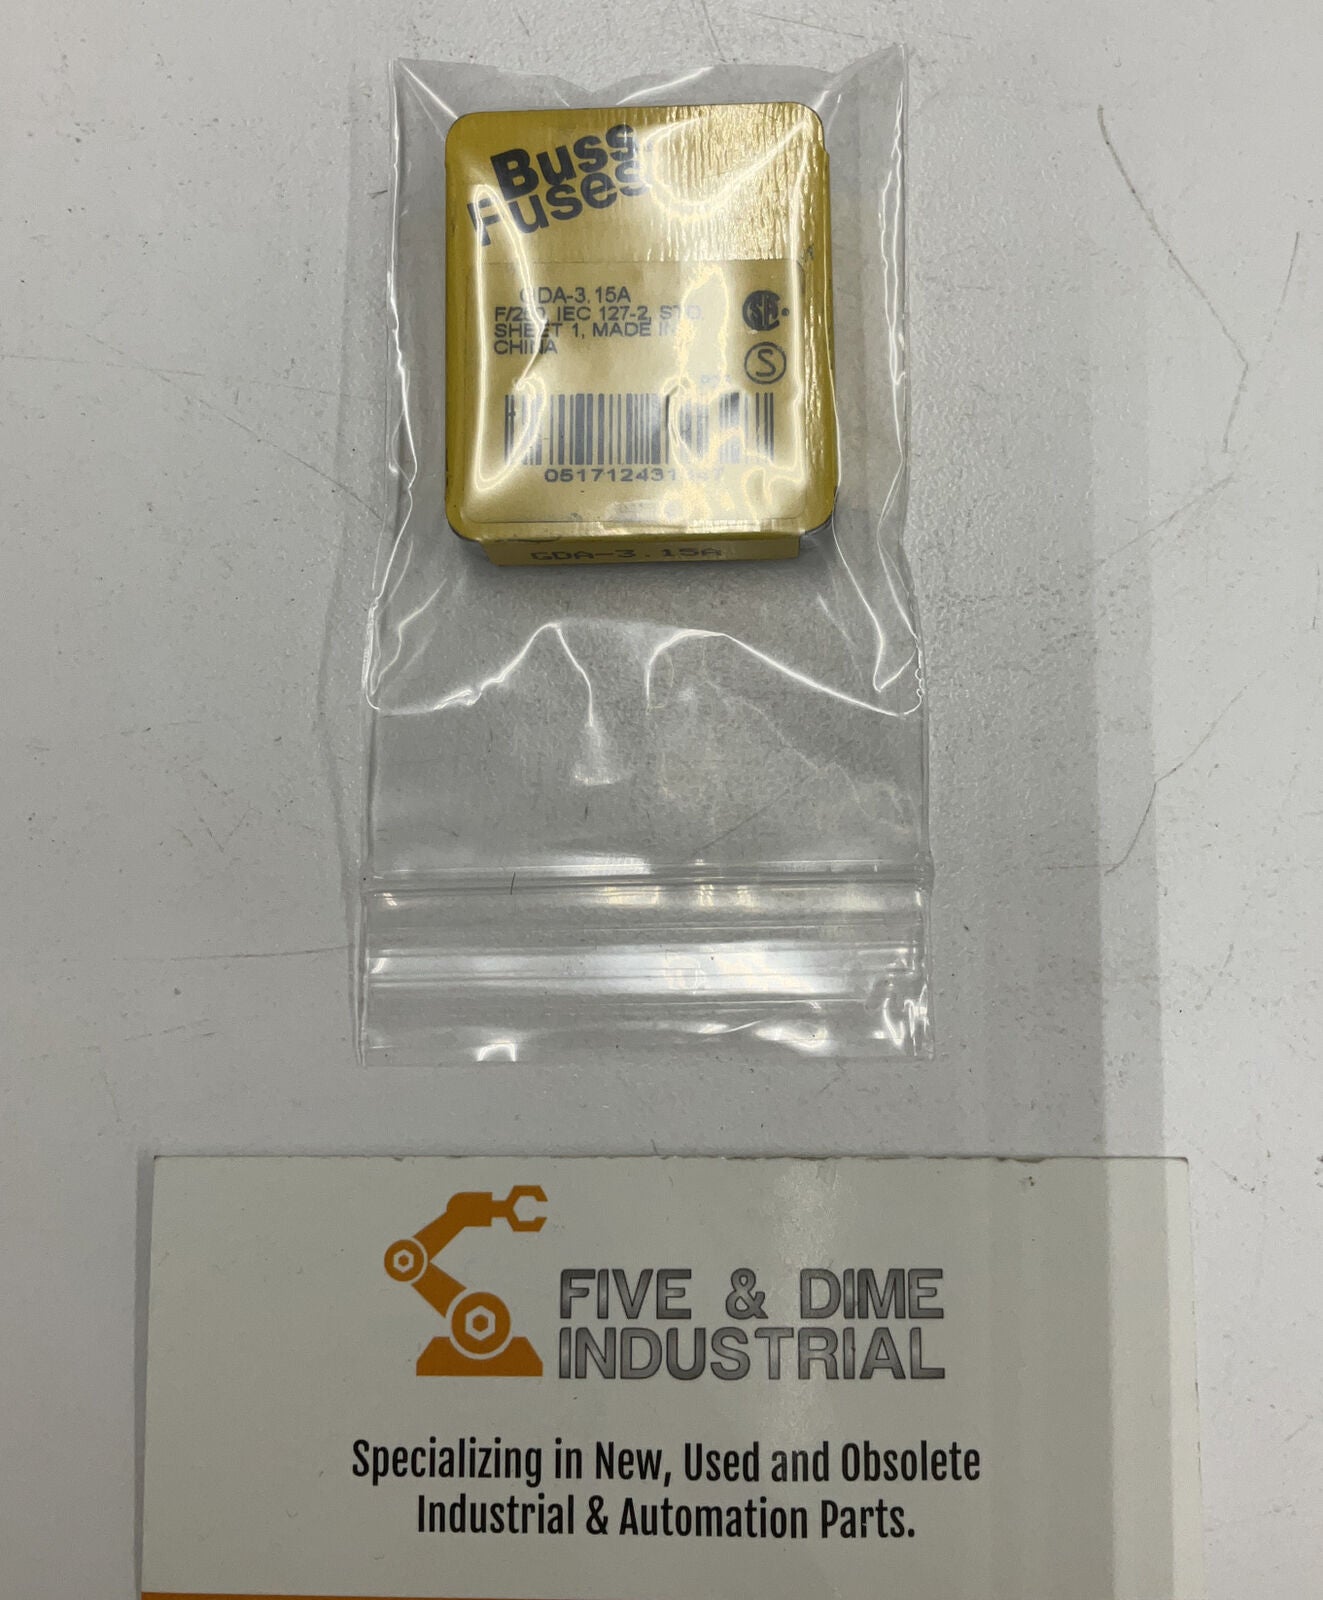 Buss
Fuses
GDA-3.15A
F/250, IEC 127-2, STD.
SHEET 1, MADE IN
CHINA
S
GDA-3.15A
FIVE & DIME
INDUSTRIAL
Specializing in New, Used and Obsolete
Industrial & Automation Parts.